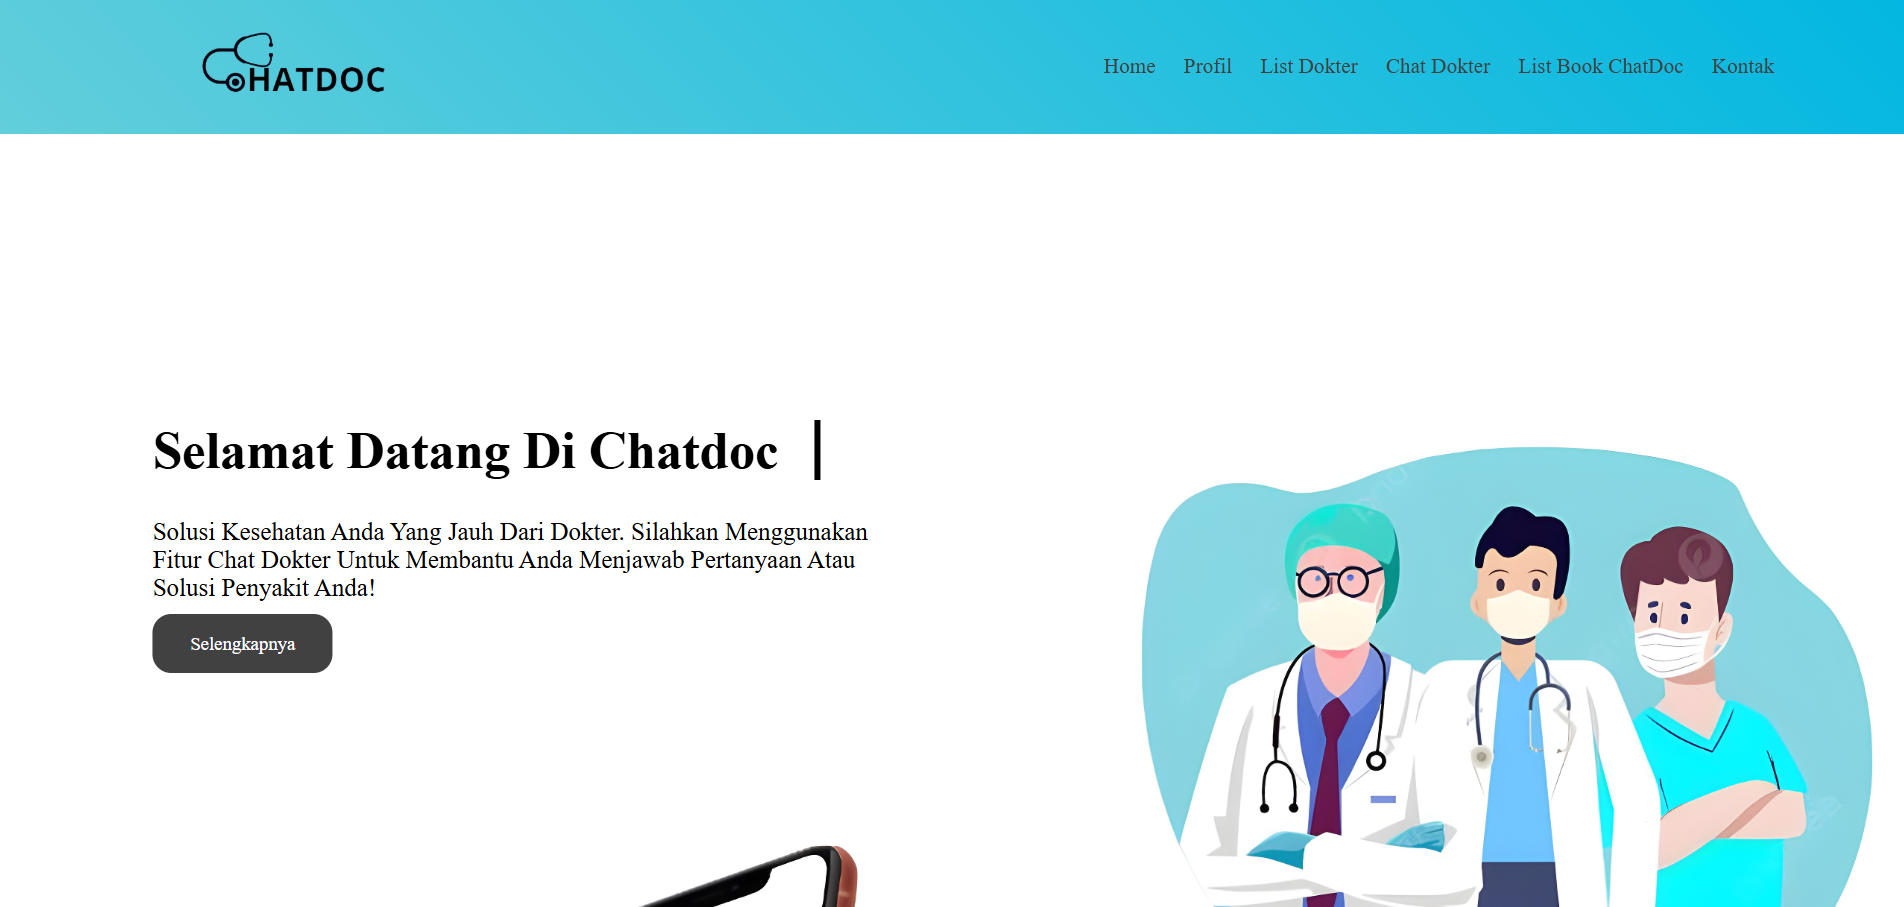 CHATDOC
Home Profil List Dokter Chat Dokter List Book ChatDoc Kontak
Selamat Datang Di Chatdoc
Solusi Kesehatan Anda Yang Jauh Dari Dokter. Silahkan Menggunakan
Fitur Chat Dokter Untuk Membantu Anda Menjawab Pertanyaan Atau
Solusi Penyakit Anda!
Selengkapnya